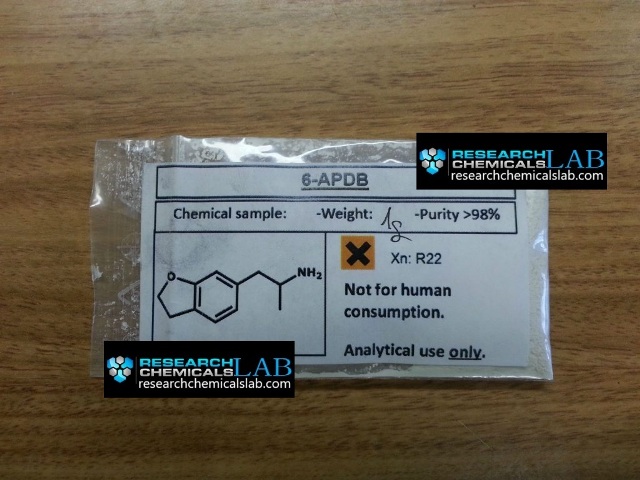 RESEARCH
CHEMICALS LAB
researchchemicalslab.com
6-APDB
Chemical sample: -Weight: 1g -Purity >98%
O
NH₂
Xn: R22
Not for human
consumption.
Analytical use only.
RESEARCH
CHEMICALS LAB
researchchemicalslab.com